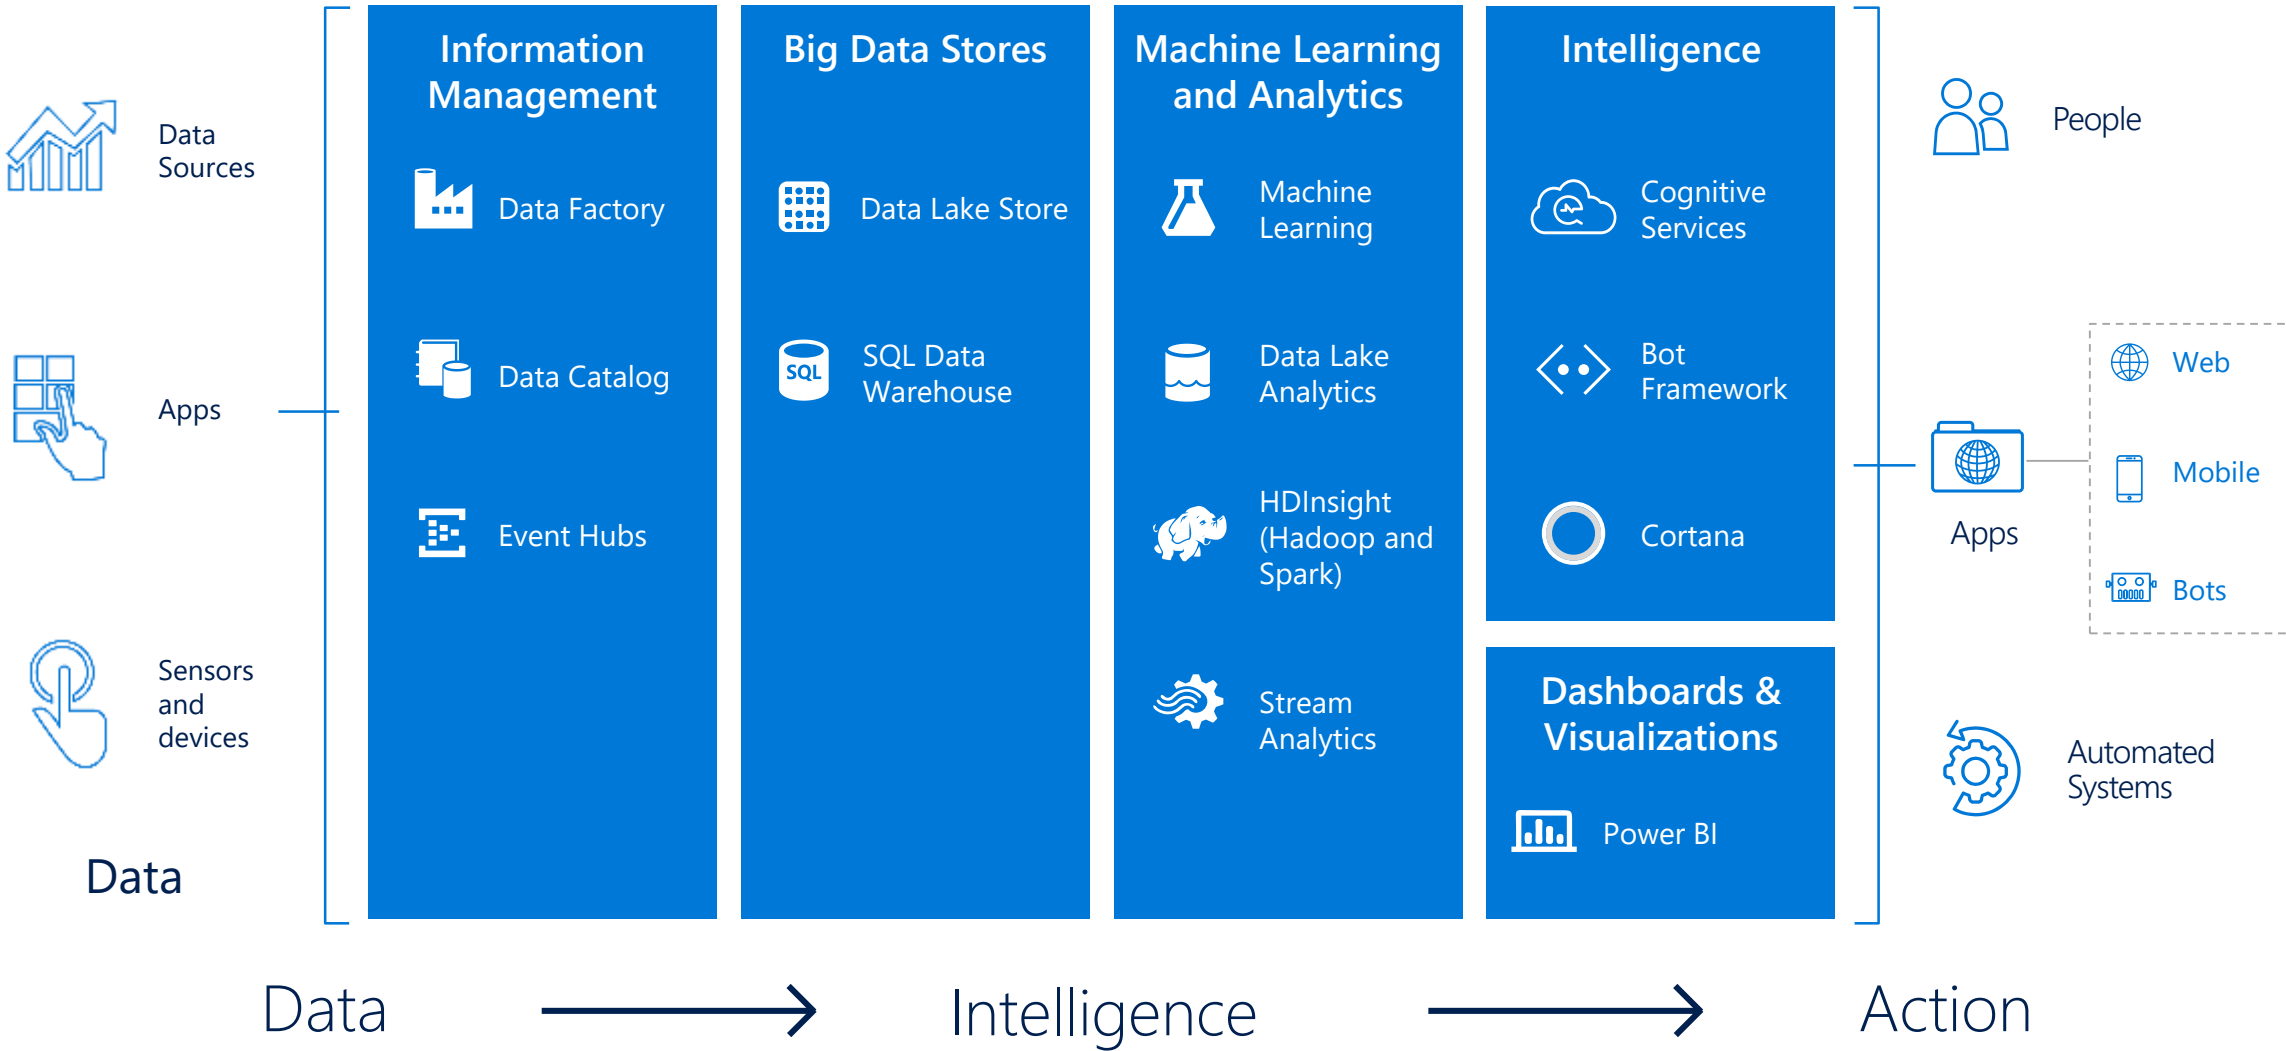 Data
Sources
Apps
Sensors
and
devices
Data
Information
Management
Data Factory
Data Catalog
Event Hubs
Big Data Stores
Data Lake Store
SQL
SQL Data
Warehouse
Machine Learning
and Analytics
Machine
Learning
Data Lake
Analytics
HDInsight
(Hadoop and
Spark)
Stream
Analytics
Intelligence
Cognitive
Services
Bot
Framework
Cortana
Dashboards &
Visualizations
Power BI
People
Apps
Web
Mobile
Bots
Automated
Systems
Data
Intelligence
Action